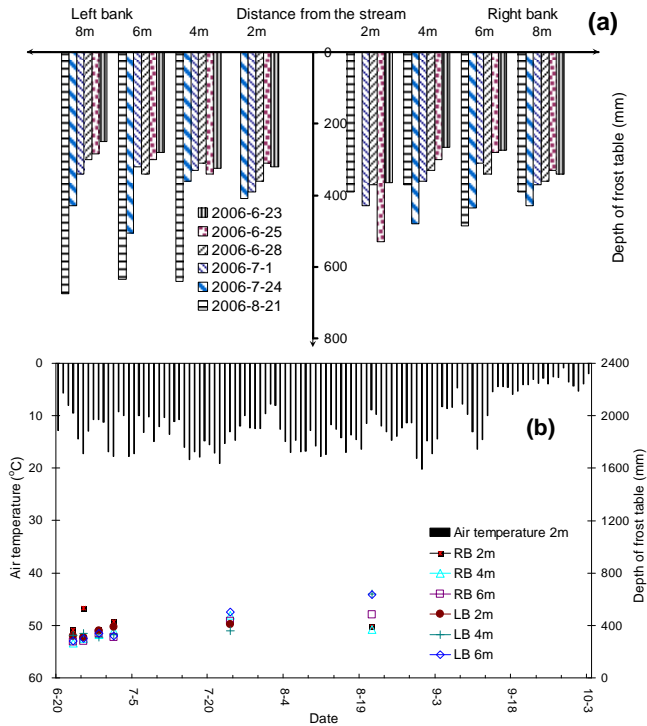 Left bank Distance from the stream Right bank (a)
8m 6m 4m 2m 2m 4m 6m 8m
0
200
400
600
800
Depth of frost table (mm)
2006-6-23
2006-6-25
2006-6-28
2006-7-1
2006-7-24
2006-8-21
(b)
0
10
20
30
40
50
60
Air temperature (°C)
2400
2000
1600
1200
800
400
0
Depth of frost table (mm)
Air temperature 2m
RB 2m
RB 4m
RB 6m
LB 2m
LB 4m
LB 6m
6-20 7-5 7-20 8-4 8-19 9-3 9-18 10-3
Date